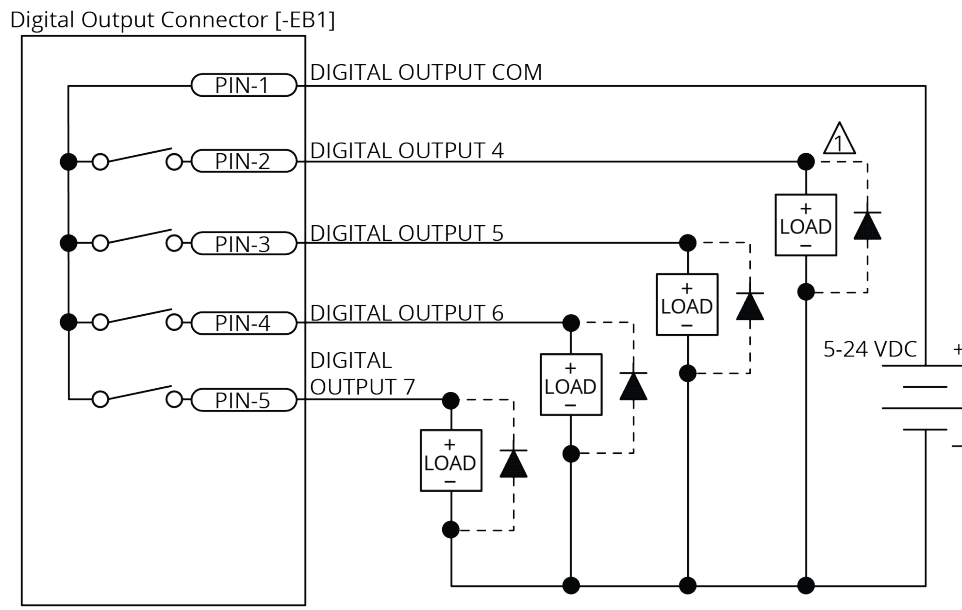 Digital Output Connector [-EB1]
PIN-1
DIGITAL OUTPUT COM
PIN-2
DIGITAL OUTPUT 4
1
+
LOAD
−
PIN-3
DIGITAL OUTPUT 5
+
LOAD
−
PIN-4
DIGITAL OUTPUT 6
+
LOAD
−
5-24 VDC
+
−
DIGITAL
OUTPUT 7
PIN-5
+
LOAD
−